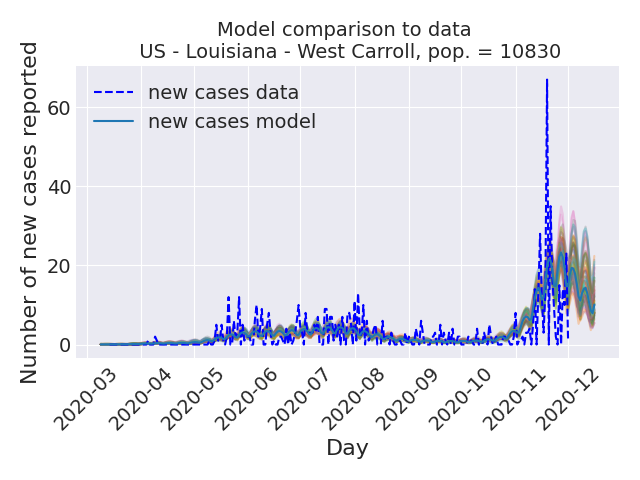 Model comparison to data
US - Louisiana - West Carroll, pop. = 10830
Number of new cases reported
60
40
20
0
new cases data
new cases model
2020-03
2020-04
2020-05
2020-06
2020-07
2020-08
2020-09
2020-10
2020-11
2020-12
Day